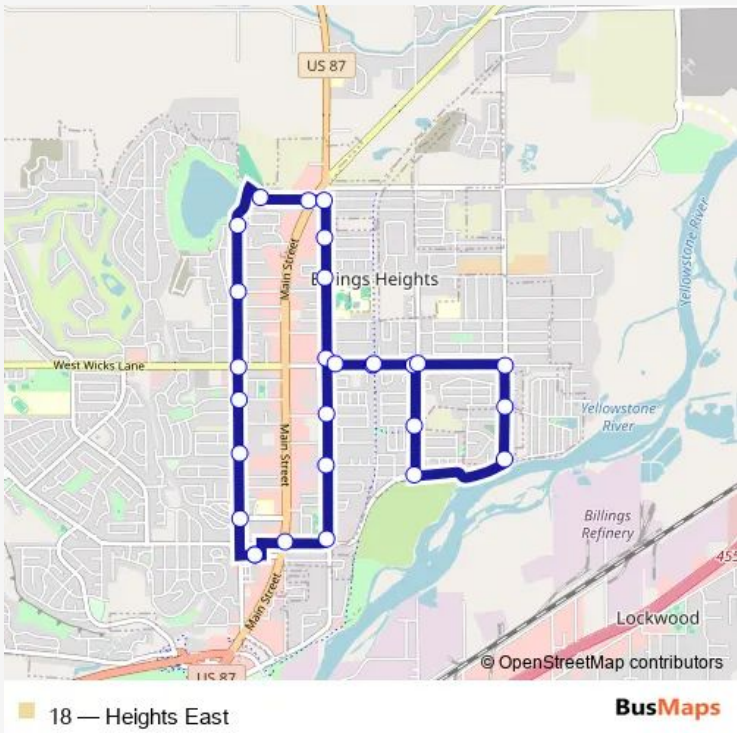 US 87
Main Street
Billings Heights
Yellowstone River
West Wicks Lane
Yellowstone
River
Main Street
Billings
Refinery
Main Street
455
Lockwood
US 87
© OpenStreetMap contributors
18 — Heights East
BusMaps